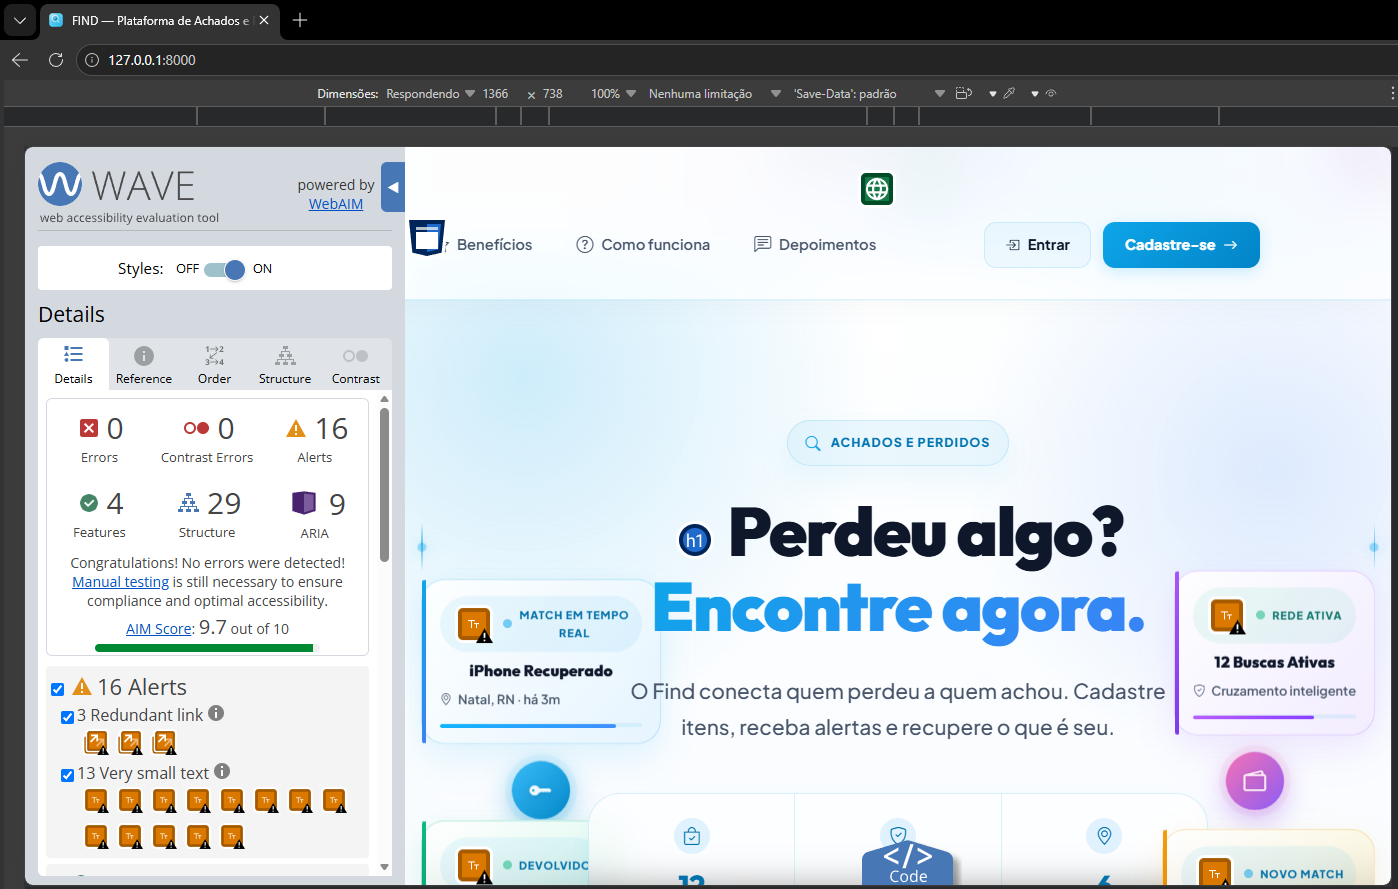 FIND — Plataforma de Achados e
127.0.0.1:8000
Dimensões: Respondendo 1366 × 738 100% Nenhuma limitação 'Save-Data': padrão
WAVE
web accessibility evaluation tool
powered by
WebAIM
Styles: OFF ON
Details
Details Reference Order Structure Contrast
0 0 16
Errors Contrast Errors Alerts
4 29 9
Features Structure ARIA
Congratulations! No errors were detected!
Manual testing is still necessary to ensure
compliance and optimal accessibility.
AIM Score: 9.7 out of 10
16 Alerts
3 Redundant link
13 Very small text
Benefícios Como funciona Depoimentos Entrar Cadastre-se →
ACHADOS E PERDIDOS
h1 Perdeu algo?
Encontre agora.
O Find conecta quem perdeu a quem achou. Cadastre
itens, receba alertas e recupere o que é seu.
MATCH EM TEMPO
REAL
iPhone Recuperado
Natal, RN · há 3m
REDE ATIVA
12 Buscas Ativas
Cruzamento inteligente
DEVOLVIDO
</> 
Code
NOVO MATCH